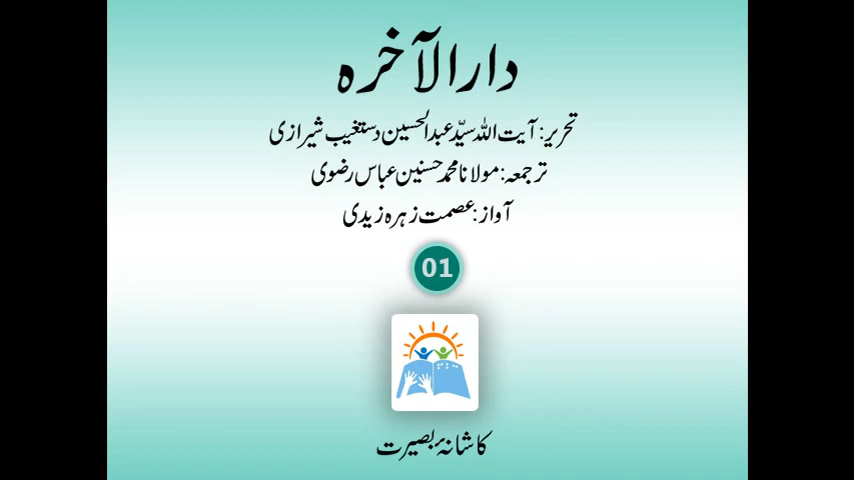 دارالآخرہ
تحریر: آیت اللہ سیّد عبدالحسین دستغیب شیرازی
ترجمعہ: مولانا محمد حسنین عباس رضوی
آواز: عصمت زہرہ زیدی
01
کاشانۂ بصیرت